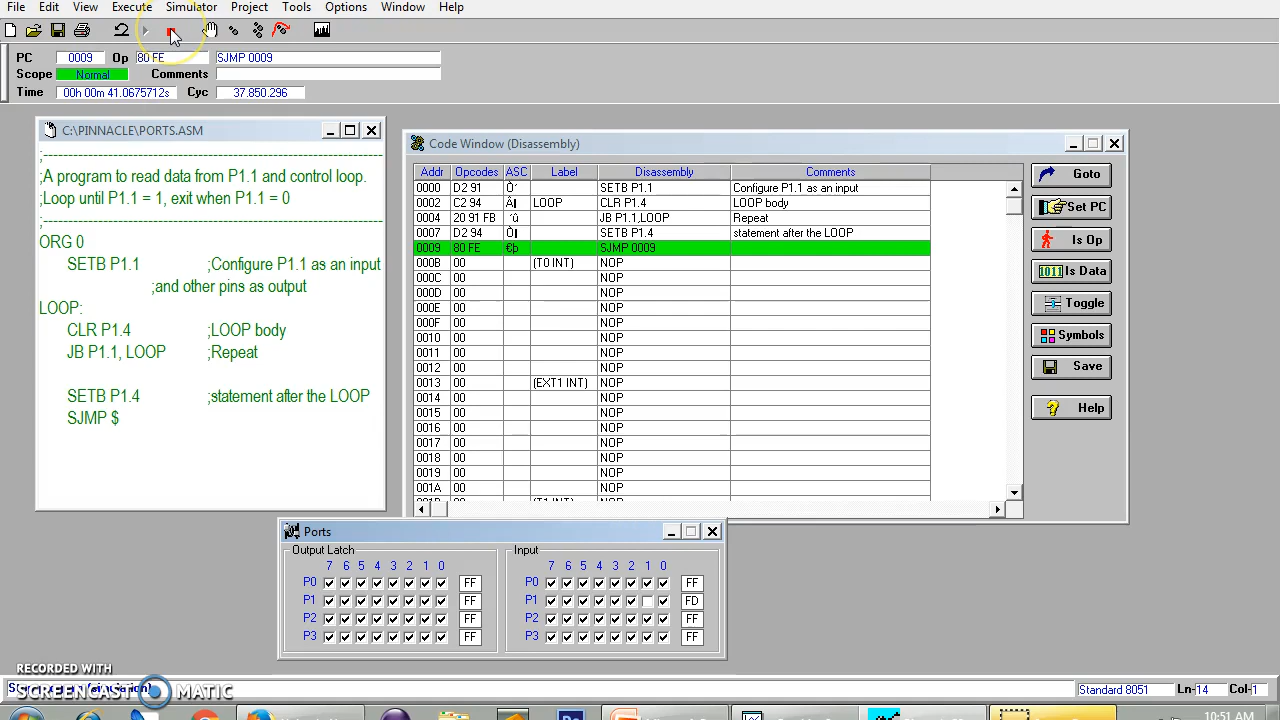 File Edit View Execute Simulator Project Tools Options Window Help
PC 0009 Op 80 FE SJMP 0009
Scope Normal Comments
Time 00h 00m 41.0675712s Cyc 37.850.296
C:\PINNACLE\PORTS.ASM
;------------------------------------------------------------
;A program to read data from P1.1 and control loop.
;Loop until P1.1 = 1, exit when P1.1 = 0
;------------------------------------------------------------
ORG 0
SETB P1.1 ;Configure P1.1 as an input
;and other pins as output
LOOP:
CLR P1.4 ;LOOP body
JB P1.1, LOOP ;Repeat
SETB P1.4 ;statement after the LOOP
SJMP $
Code Window (Disassembly)
Addr Opcodes ASC Label Disassembly Comments
0000 D2 91 SETB P1.1 Configure P1.1 as an input
0002 C2 94 LOOP CLR P1.4 LOOP body
0004 20 91 FB JB P1.1,LOOP Repeat
0007 D2 94 SETB P1.4 statement after the LOOP
0009 80 FE €þ SJMP 0009
000B 00 (T0 INT) NOP
000C 00 NOP
000D 00 NOP
000E 00 NOP
000F 00 NOP
0010 00 NOP
0011 00 NOP
0012 00 NOP
0013 00 (EXT1 INT) NOP
0014 00 NOP
0015 00 NOP
0016 00 NOP
0017 00 NOP
0018 00 NOP
0019 00 NOP
001A 00 NOP
001B 00 (T1 INT) NOP
Goto
Set PC
Is Op
1011 Is Data
Toggle
Symbols
Save
Help
Ports
Output Latch
7 6 5 4 3 2 1 0
P0 FF
P1 FF
P2 FF
P3 FF
Input
7 6 5 4 3 2 1 0
P0 FF
P1 FD
P2 FF
P3 FF
RECORDED WITH
SCREENCAST MATIC
Standard 8051 Ln-14 Col-1
10:51 AM